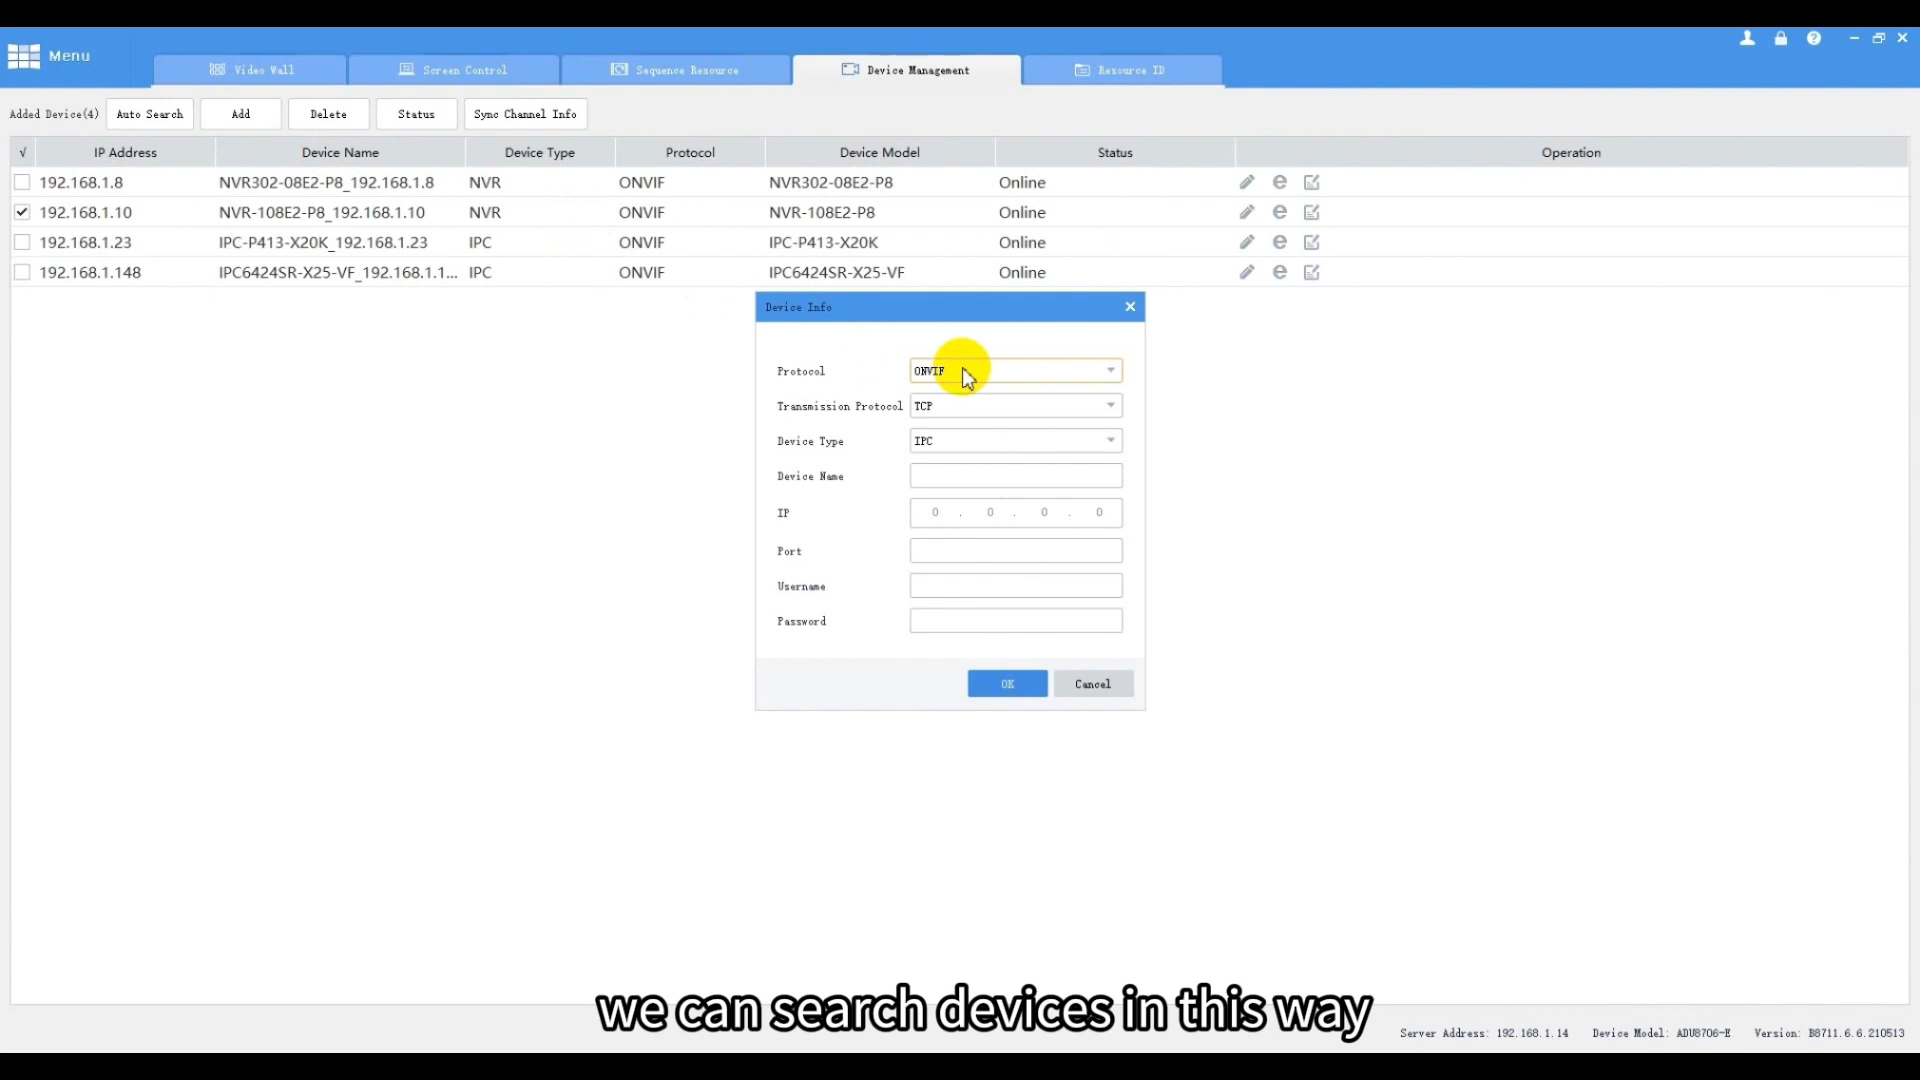 Menu
Video Wall
Screen Control
Sequence Resource
Device Management
Resource ID
Added Device(4)
Auto Search
Add
Delete
Status
Sync Channel Info
√ IP Address Device Name Device Type Protocol Device Model Status Operation
192.168.1.8 NVR302-08E2-P8_192.168.1.8 NVR ONVIF NVR302-08E2-P8 Online
192.168.1.10 NVR-108E2-P8_192.168.1.10 NVR ONVIF NVR-108E2-P8 Online
192.168.1.23 IPC-P413-X20K_192.168.1.23 IPC ONVIF IPC-P413-X20K Online
192.168.1.148 IPC6424SR-X25-VF_192.168.1.1... IPC ONVIF IPC6424SR-X25-VF Online
Device Info
Protocol ONVIF
Transmission Protocol TCP
Device Type IPC
Device Name
IP 0 . 0 . 0 . 0
Port
Username
Password
OK
Cancel
we can search devices in this way
Server Address: 192.168.1.14 Device Model: ADU8706-E Version: B8711.6.6.210513